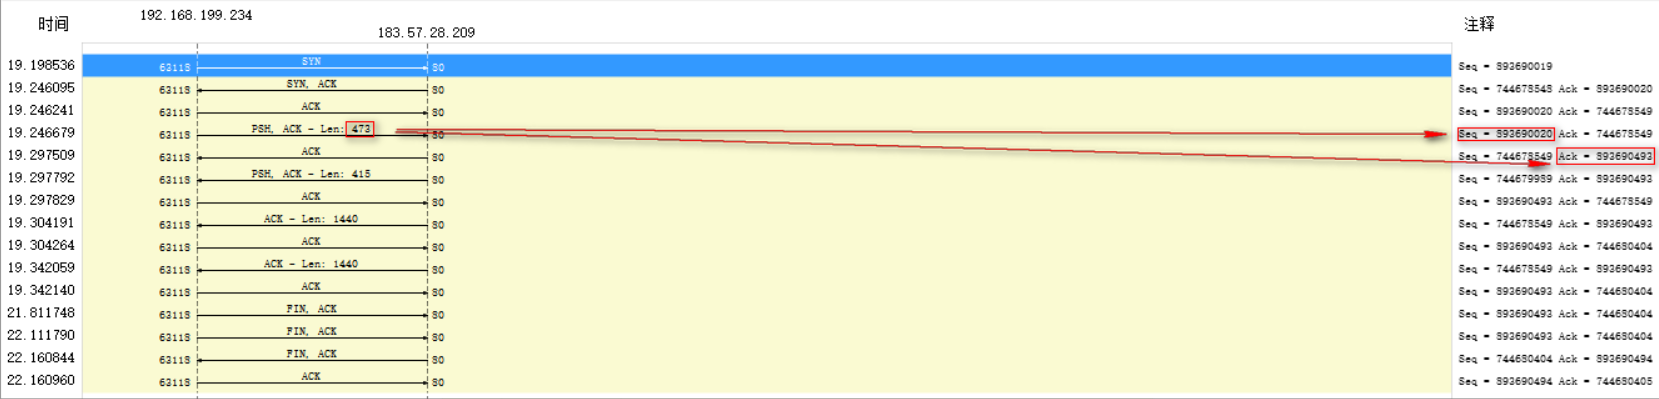 时间 192.168.199.234 183.57.28.209 注释
19.198536 63118 SYN 80 Seq = 893690019
19.246095 63118 SYN, ACK 80 Seq = 744678548 Ack = 893690020
19.246241 63118 ACK 80 Seq = 893690020 Ack = 744678549
19.246679 63118 PSH, ACK - Len: 473 80 Seq = 893690020 Ack = 744678549
19.297509 63118 ACK 80 Seq = 744678549 Ack = 893690493
19.297792 63118 PSH, ACK - Len: 415 80 Seq = 744679989 Ack = 893690493
19.297829 63118 ACK 80 Seq = 893690493 Ack = 744678549
19.304191 63118 ACK - Len: 1440 80 Seq = 744678549 Ack = 893690493
19.304264 63118 ACK 80 Seq = 893690493 Ack = 744680404
19.342059 63118 ACK - Len: 1440 80 Seq = 744678549 Ack = 893690493
19.342140 63118 ACK 80 Seq = 893690493 Ack = 744680404
21.811748 63118 FIN, ACK 80 Seq = 893690493 Ack = 744680404
22.111790 63118 FIN, ACK 80 Seq = 893690493 Ack = 744680404
22.160844 63118 FIN, ACK 80 Seq = 744680404 Ack = 893690494
22.160960 63118 ACK 80 Seq = 893690494 Ack = 744680405